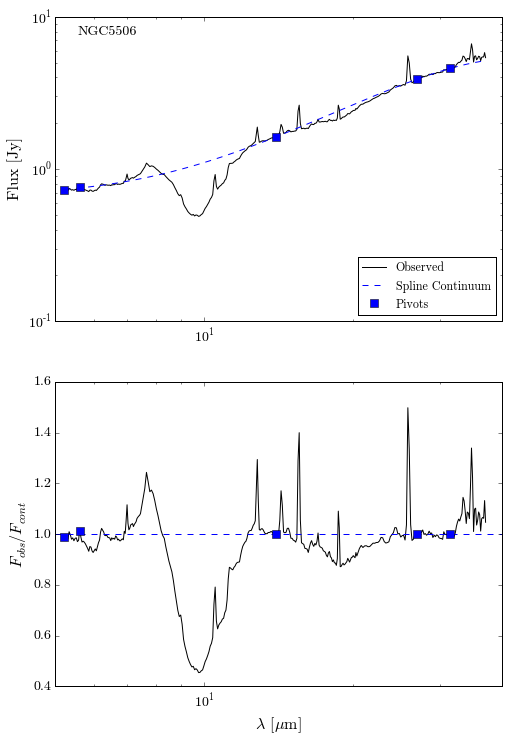 NGC5506
10^1
10^0
10^-1
Flux [Jy]
Observed
Spline Continuum
Pivots
10^1
1.6
1.4
1.2
1.0
0.8
0.6
0.4
F_obs/F_cont
10^1
λ [μm]